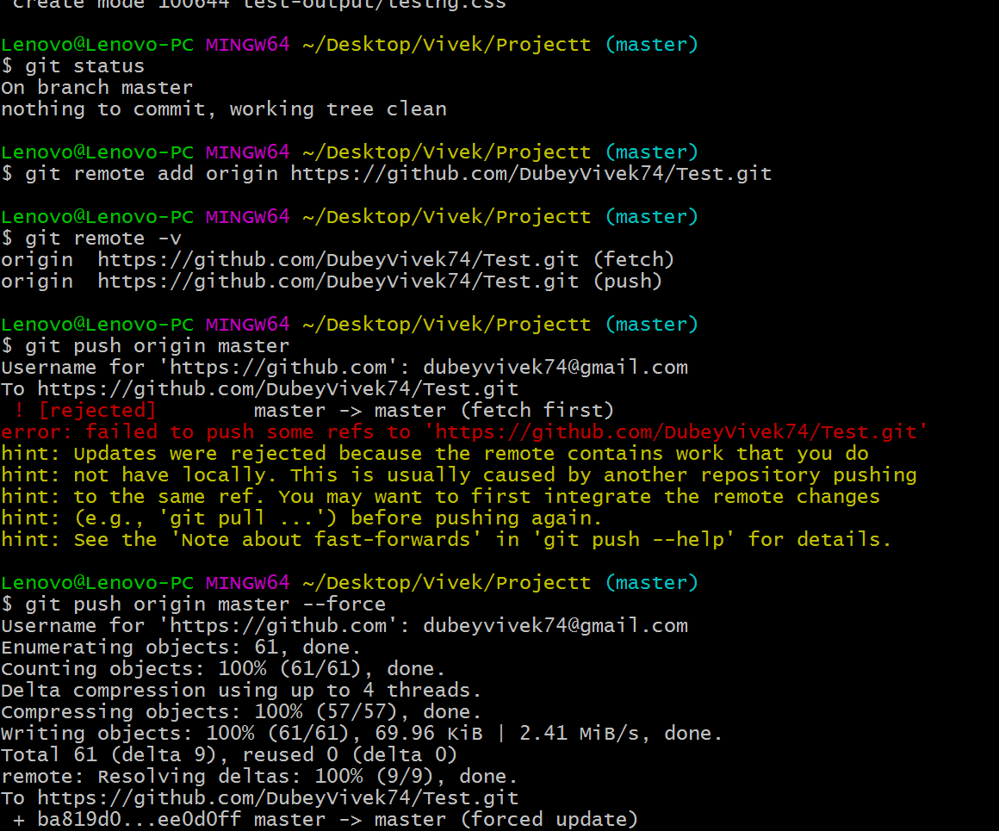 create mode 100644 test-output/testng.css
Lenovo@Lenovo-PC MINGW64 ~/Desktop/Vivek/Projectt (master)
$ git status
On branch master
nothing to commit, working tree clean
Lenovo@Lenovo-PC MINGW64 ~/Desktop/Vivek/Projectt (master)
$ git remote add origin https://github.com/DubeyVivek74/Test.git
Lenovo@Lenovo-PC MINGW64 ~/Desktop/Vivek/Projectt (master)
$ git remote -v
origin  https://github.com/DubeyVivek74/Test.git (fetch)
origin  https://github.com/DubeyVivek74/Test.git (push)
Lenovo@Lenovo-PC MINGW64 ~/Desktop/Vivek/Projectt (master)
$ git push origin master
Username for 'https://github.com': dubeyvivek74@gmail.com
To https://github.com/DubeyVivek74/Test.git
 ! [rejected]        master -> master (fetch first)
error: failed to push some refs to 'https://github.com/DubeyVivek74/Test.git'
hint: Updates were rejected because the remote contains work that you do
hint: not have locally. This is usually caused by another repository pushing
hint: to the same ref. You may want to first integrate the remote changes
hint: (e.g., 'git pull ...') before pushing again.
hint: See the 'Note about fast-forwards' in 'git push --help' for details.
Lenovo@Lenovo-PC MINGW64 ~/Desktop/Vivek/Projectt (master)
$ git push origin master --force
Username for 'https://github.com': dubeyvivek74@gmail.com
Enumerating objects: 61, done.
Counting objects: 100% (61/61), done.
Delta compression using up to 4 threads.
Compressing objects: 100% (57/57), done.
Writing objects: 100% (61/61), 69.96 KiB | 2.41 MiB/s, done.
Total 61 (delta 9), reused 0 (delta 0)
remote: Resolving deltas: 100% (9/9), done.
To https://github.com/DubeyVivek74/Test.git
 + ba819d0...ee0d0ff master -> master (forced update)